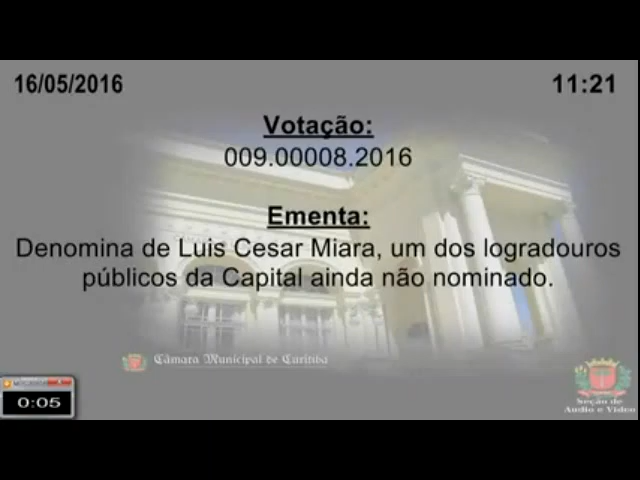 16/05/2016
11:21
Votação:
009.00008.2016
Ementa:
Denomina de Luis Cesar Miara, um dos logradouros
públicos da Capital ainda não nominado.
Câmara Municipal de Curitiba
0:05
Seção de
Áudio e Vídeo